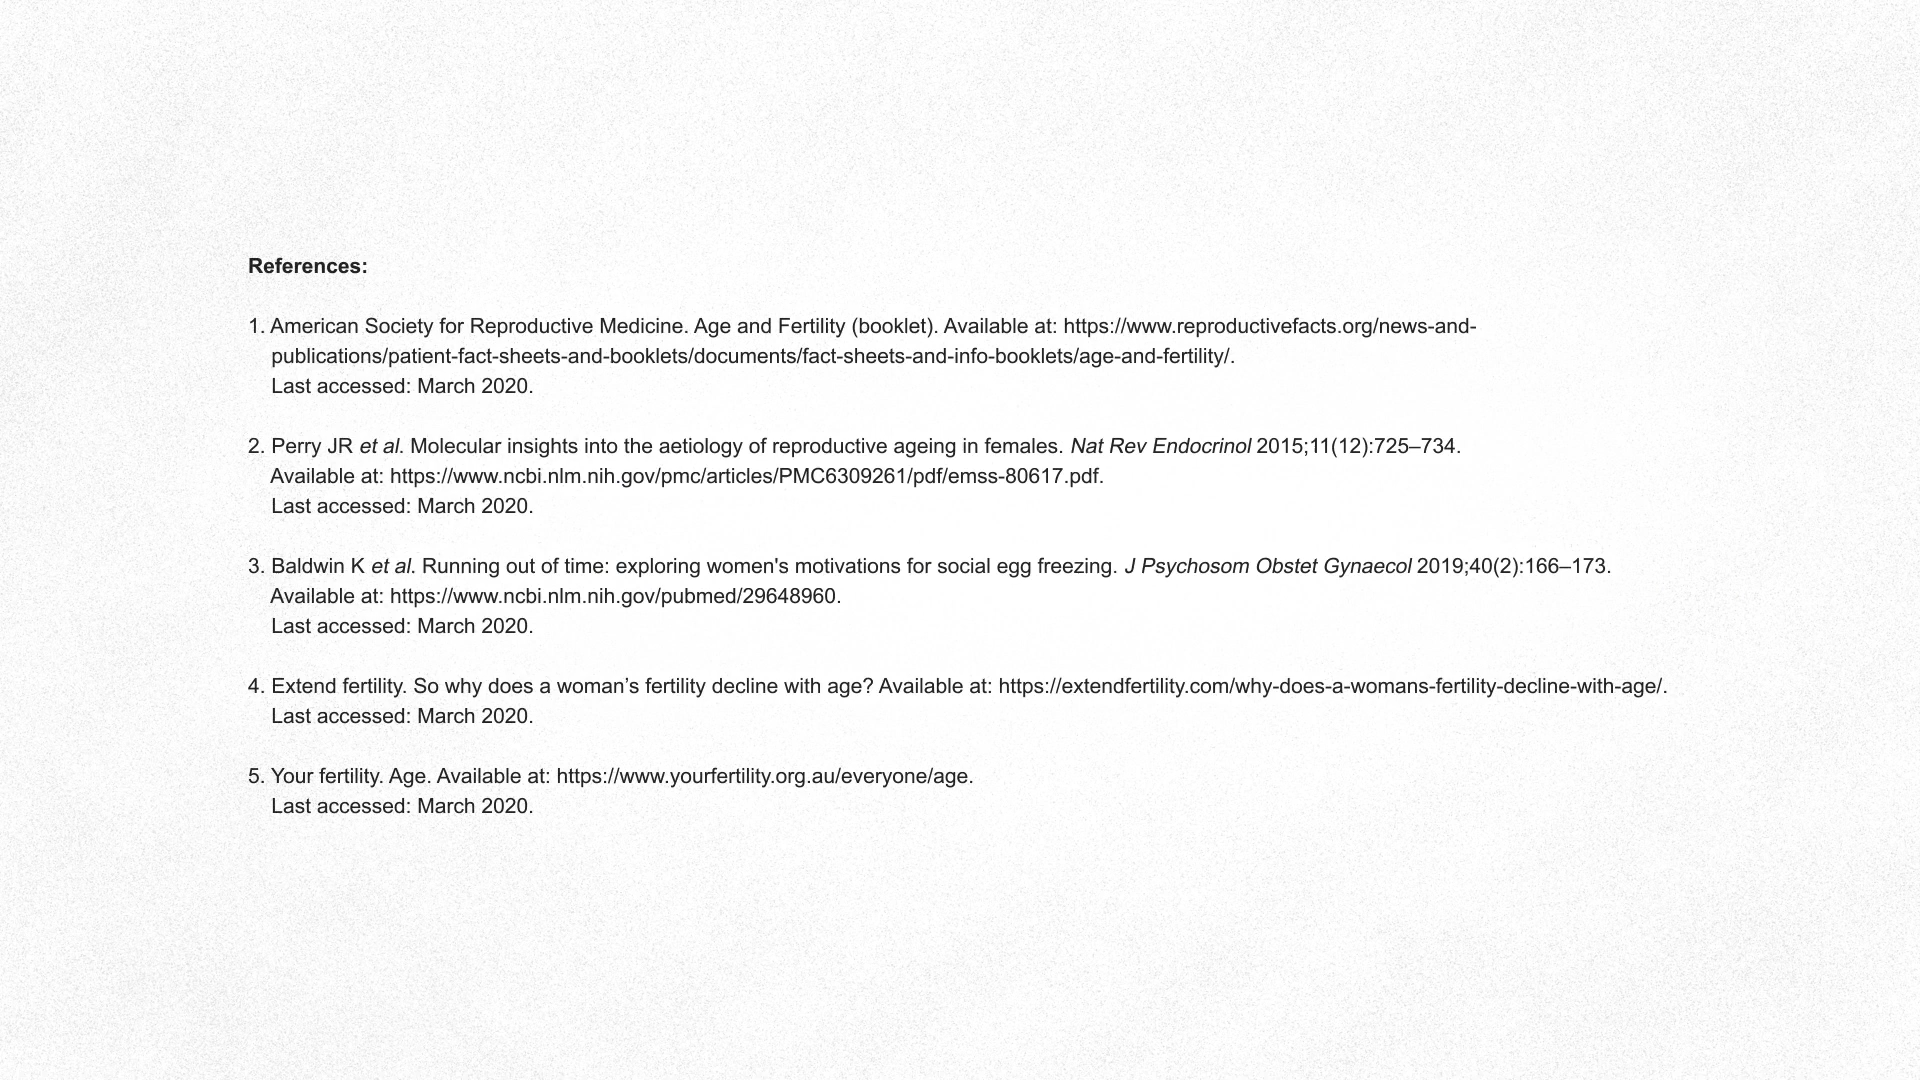 References:
1. American Society for Reproductive Medicine. Age and Fertility (booklet). Available at: https://www.reproductivefacts.org/news-and-
publications/patient-fact-sheets-and-booklets/documents/fact-sheets-and-info-booklets/age-and-fertility/.
Last accessed: March 2020.
2. Perry JR et al. Molecular insights into the aetiology of reproductive ageing in females. Nat Rev Endocrinol 2015;11(12):725–734.
Available at: https://www.ncbi.nlm.nih.gov/pmc/articles/PMC6309261/pdf/emss-80617.pdf.
Last accessed: March 2020.
3. Baldwin K et al. Running out of time: exploring women's motivations for social egg freezing. J Psychosom Obstet Gynaecol 2019;40(2):166–173.
Available at: https://www.ncbi.nlm.nih.gov/pubmed/29648960.
Last accessed: March 2020.
4. Extend fertility. So why does a woman’s fertility decline with age? Available at: https://extendfertility.com/why-does-a-womans-fertility-decline-with-age/.
Last accessed: March 2020.
5. Your fertility. Age. Available at: https://www.yourfertility.org.au/everyone/age.
Last accessed: March 2020.